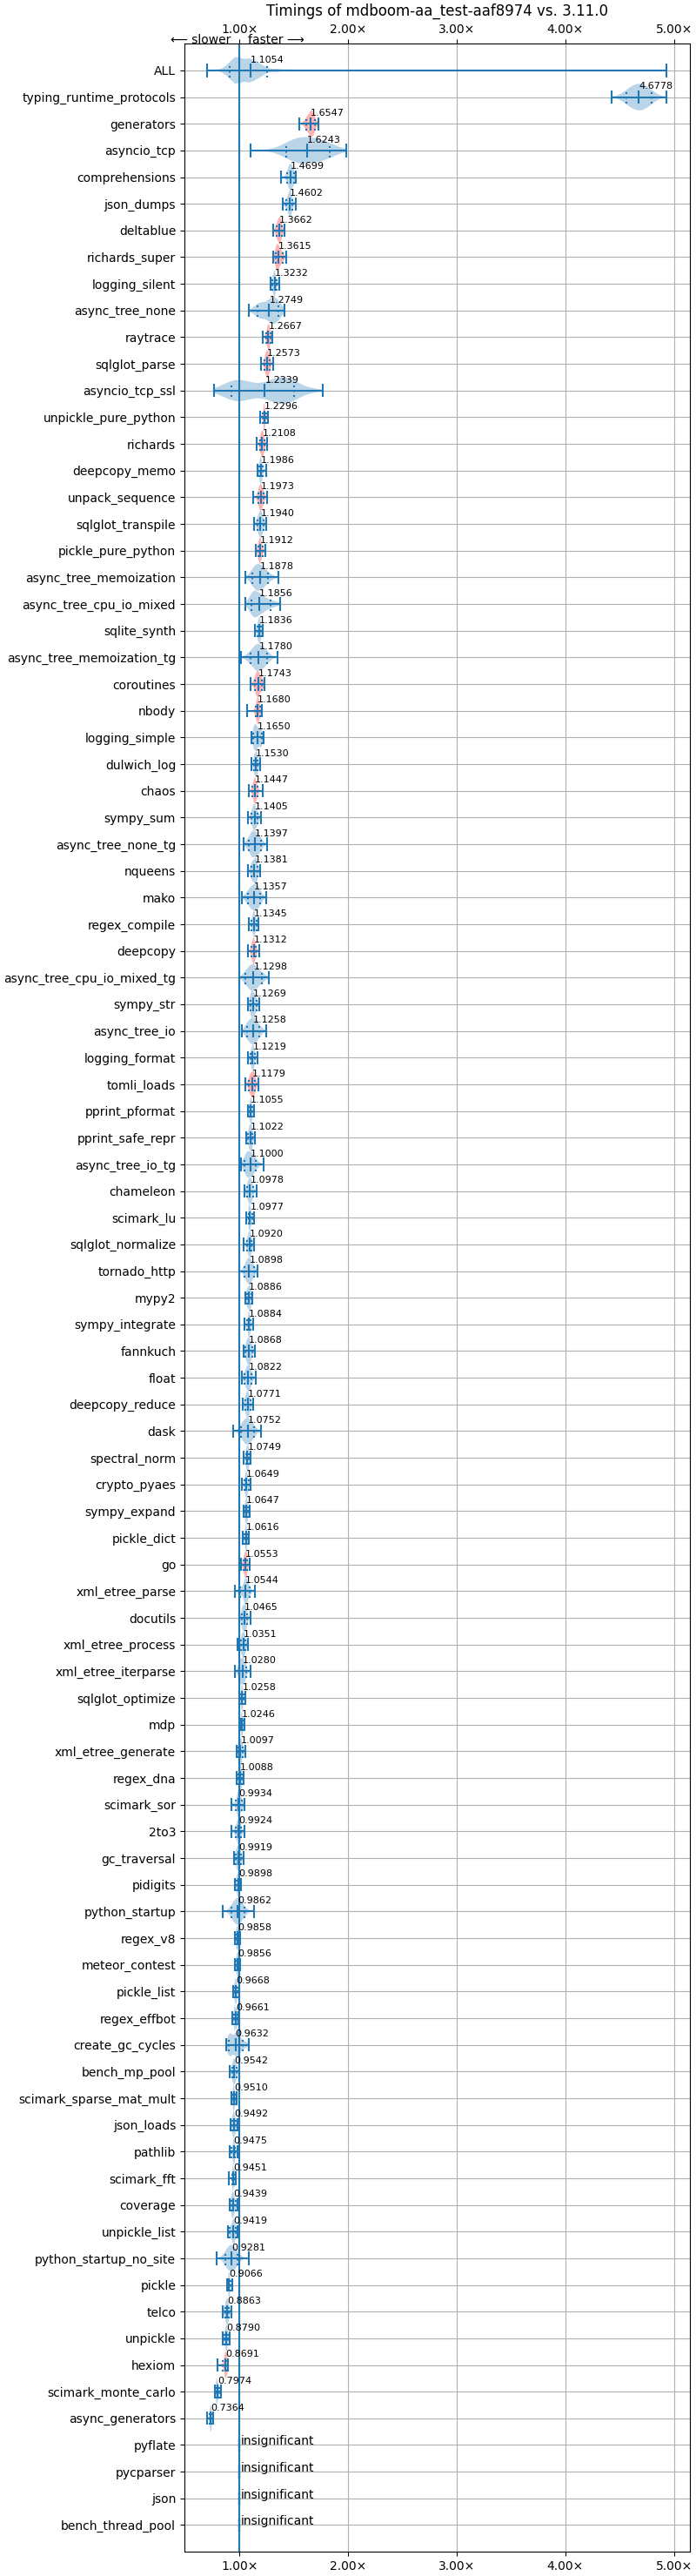 Timings of mdboom-aa_test-aaf8974 vs. 3.11.0
1.00× 2.00× 3.00× 4.00× 5.00×
⟵ slower faster ⟶
ALL 1.1054
typing_runtime_protocols 4.6778
generators 1.6547
asyncio_tcp 1.6243
comprehensions 1.4699
json_dumps 1.4602
deltablue 1.3662
richards_super 1.3615
logging_silent 1.3232
async_tree_none 1.2749
raytrace 1.2667
sqlglot_parse 1.2573
asyncio_tcp_ssl 1.2339
unpickle_pure_python 1.2296
richards 1.2108
deepcopy_memo 1.1986
unpack_sequence 1.1973
sqlglot_transpile 1.1940
pickle_pure_python 1.1912
async_tree_memoization 1.1878
async_tree_cpu_io_mixed 1.1856
sqlite_synth 1.1836
async_tree_memoization_tg 1.1780
coroutines 1.1743
nbody 1.1680
logging_simple 1.1650
dulwich_log 1.1530
chaos 1.1447
sympy_sum 1.1405
async_tree_none_tg 1.1397
nqueens 1.1381
mako 1.1357
regex_compile 1.1345
deepcopy 1.1312
async_tree_cpu_io_mixed_tg 1.1298
sympy_str 1.1269
async_tree_io 1.1258
logging_format 1.1219
tomli_loads 1.1179
pprint_pformat 1.1055
pprint_safe_repr 1.1022
async_tree_io_tg 1.1000
chameleon 1.0978
scimark_lu 1.0977
sqlglot_normalize 1.0920
tornado_http 1.0898
mypy2 1.0886
sympy_integrate 1.0884
fannkuch 1.0868
float 1.0822
deepcopy_reduce 1.0771
dask 1.0752
spectral_norm 1.0749
crypto_pyaes 1.0649
sympy_expand 1.0647
pickle_dict 1.0616
go 1.0553
xml_etree_parse 1.0544
docutils 1.0465
xml_etree_process 1.0351
xml_etree_iterparse 1.0280
sqlglot_optimize 1.0258
mdp 1.0246
xml_etree_generate 1.0097
regex_dna 1.0088
scimark_sor 0.9934
2to3 0.9924
gc_traversal 0.9919
pidigits 0.9898
python_startup 0.9862
regex_v8 0.9858
meteor_contest 0.9856
pickle_list 0.9668
regex_effbot 0.9661
create_gc_cycles 0.9632
bench_mp_pool 0.9542
scimark_sparse_mat_mult 0.9510
json_loads 0.9492
pathlib 0.9475
scimark_fft 0.9451
coverage 0.9439
unpickle_list 0.9419
python_startup_no_site 0.9281
pickle 0.9066
telco 0.8863
unpickle 0.8790
hexiom 0.8691
scimark_monte_carlo 0.7974
async_generators 0.7364
pyflate insignificant
pycparser insignificant
json insignificant
bench_thread_pool insignificant
1.00× 2.00× 3.00× 4.00× 5.00×